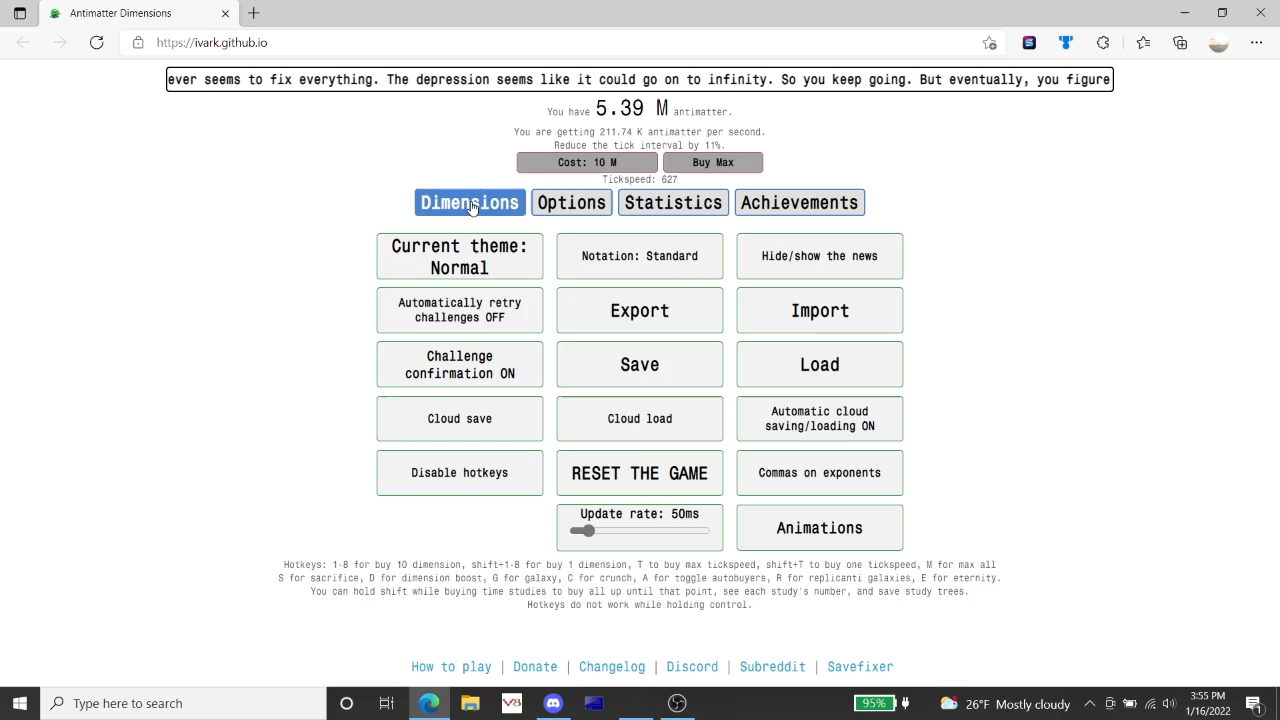 Antimatter Dimensions
https://ivark.github.io
ever seems to fix everything. The depression seems like it could go on to infinity. So you keep going. But eventually, you figure
You have 5.39 M antimatter.
You are getting 211.74 K antimatter per second.
Reduce the tick interval by 11%.
Cost: 10 M
Buy Max
Tickspeed: 627
Dimensions
Options
Statistics
Achievements
Current theme:
Normal
Notation: Standard
Hide/show the news
Automatically retry
challenges OFF
Export
Import
Challenge
confirmation ON
Save
Load
Cloud save
Cloud load
Automatic cloud
saving/loading ON
Disable hotkeys
RESET THE GAME
Commas on exponents
Update rate: 50ms
Animations
Hotkeys: 1-8 for buy 10 dimension, shift+1-8 for buy 1 dimension, T to buy max tickspeed, shift+T to buy one tickspeed, M for max all
S for sacrifice, D for dimension boost, G for galaxy, C for crunch, A for toggle autobuyers, R for replicanti galaxies, E for eternity.
You can hold shift while buying time studies to buy all up until that point, see each study's number, and save study trees.
Hotkeys do not work while holding control.
How to play | Donate | Changelog | Discord | Subreddit | Savefixer
Type here to search
V8
95%
26°F Mostly cloudy
3:55 PM
1/16/2022
1